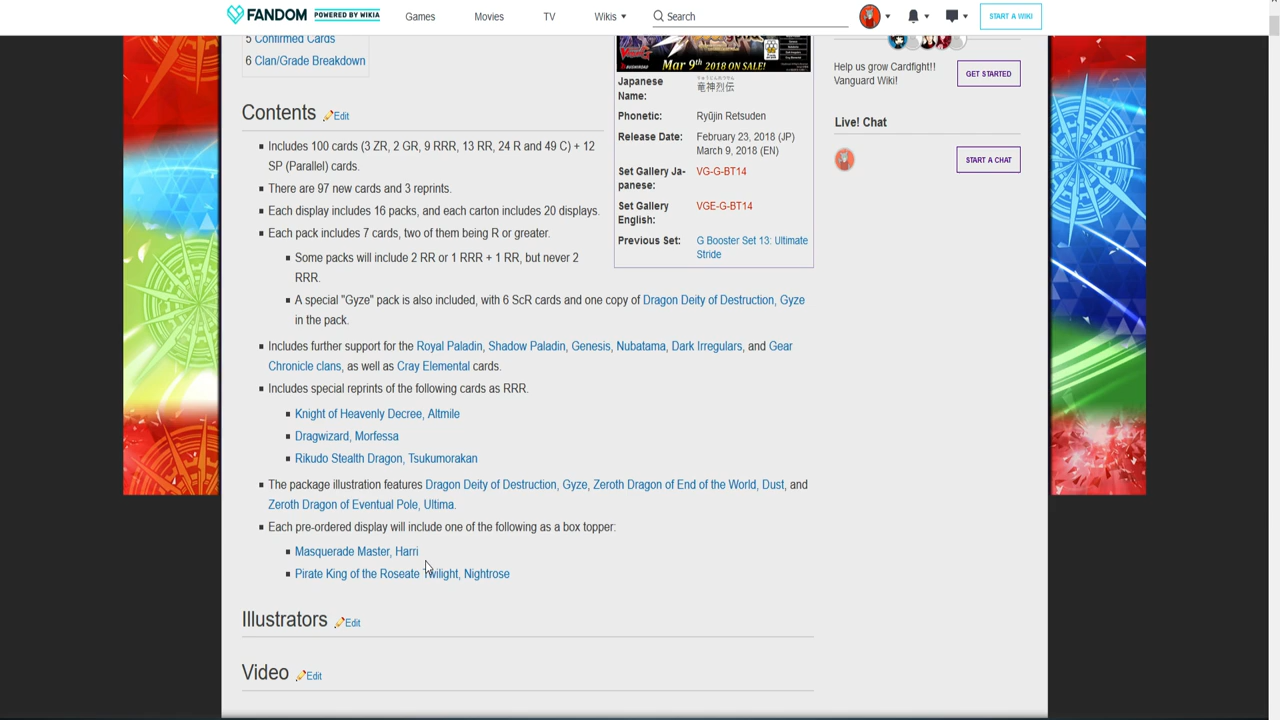 FANDOM POWERED BY WIKIA Games Movies TV Wikis Search START A WIKI
5 Confirmed Cards
6 Clan/Grade Breakdown
Mar 9th 2018 ON SALE!
Contents Edit
Includes 100 cards (3 ZR, 2 GR, 9 RRR, 13 RR, 24 R and 49 C) + 12
SP (Parallel) cards.
There are 97 new cards and 3 reprints.
Each display includes 16 packs, and each carton includes 20 displays.
Each pack includes 7 cards, two of them being R or greater.
Some packs will include 2 RR or 1 RRR + 1 RR, but never 2
RRR.
A special "Gyze" pack is also included, with 6 ScR cards and one copy of Dragon Deity of Destruction, Gyze
in the pack.
Includes further support for the Royal Paladin, Shadow Paladin, Genesis, Nubatama, Dark Irregulars, and Gear
Chronicle clans, as well as Cray Elemental cards.
Includes special reprints of the following cards as RRR.
Knight of Heavenly Decree, Altmile
Dragwizard, Morfessa
Rikudo Stealth Dragon, Tsukumorakan
The package illustration features Dragon Deity of Destruction, Gyze, Zeroth Dragon of End of the World, Dust, and
Zeroth Dragon of Eventual Pole, Ultima.
Each pre-ordered display will include one of the following as a box topper:
Masquerade Master, Harri
Pirate King of the Roseate Twilight, Nightrose
Illustrators Edit
Video Edit
Japanese
Name:
りゅうじんれつでん
竜神烈伝
Phonetic: Ryūjin Retsuden
Release Date: February 23, 2018 (JP)
March 9, 2018 (EN)
Set Gallery Ja-
panese:
VG-G-BT14
Set Gallery
English:
VGE-G-BT14
Previous Set: G Booster Set 13: Ultimate
Stride
Help us grow Cardfight!!
Vanguard Wiki!
GET STARTED
Live! Chat
START A CHAT